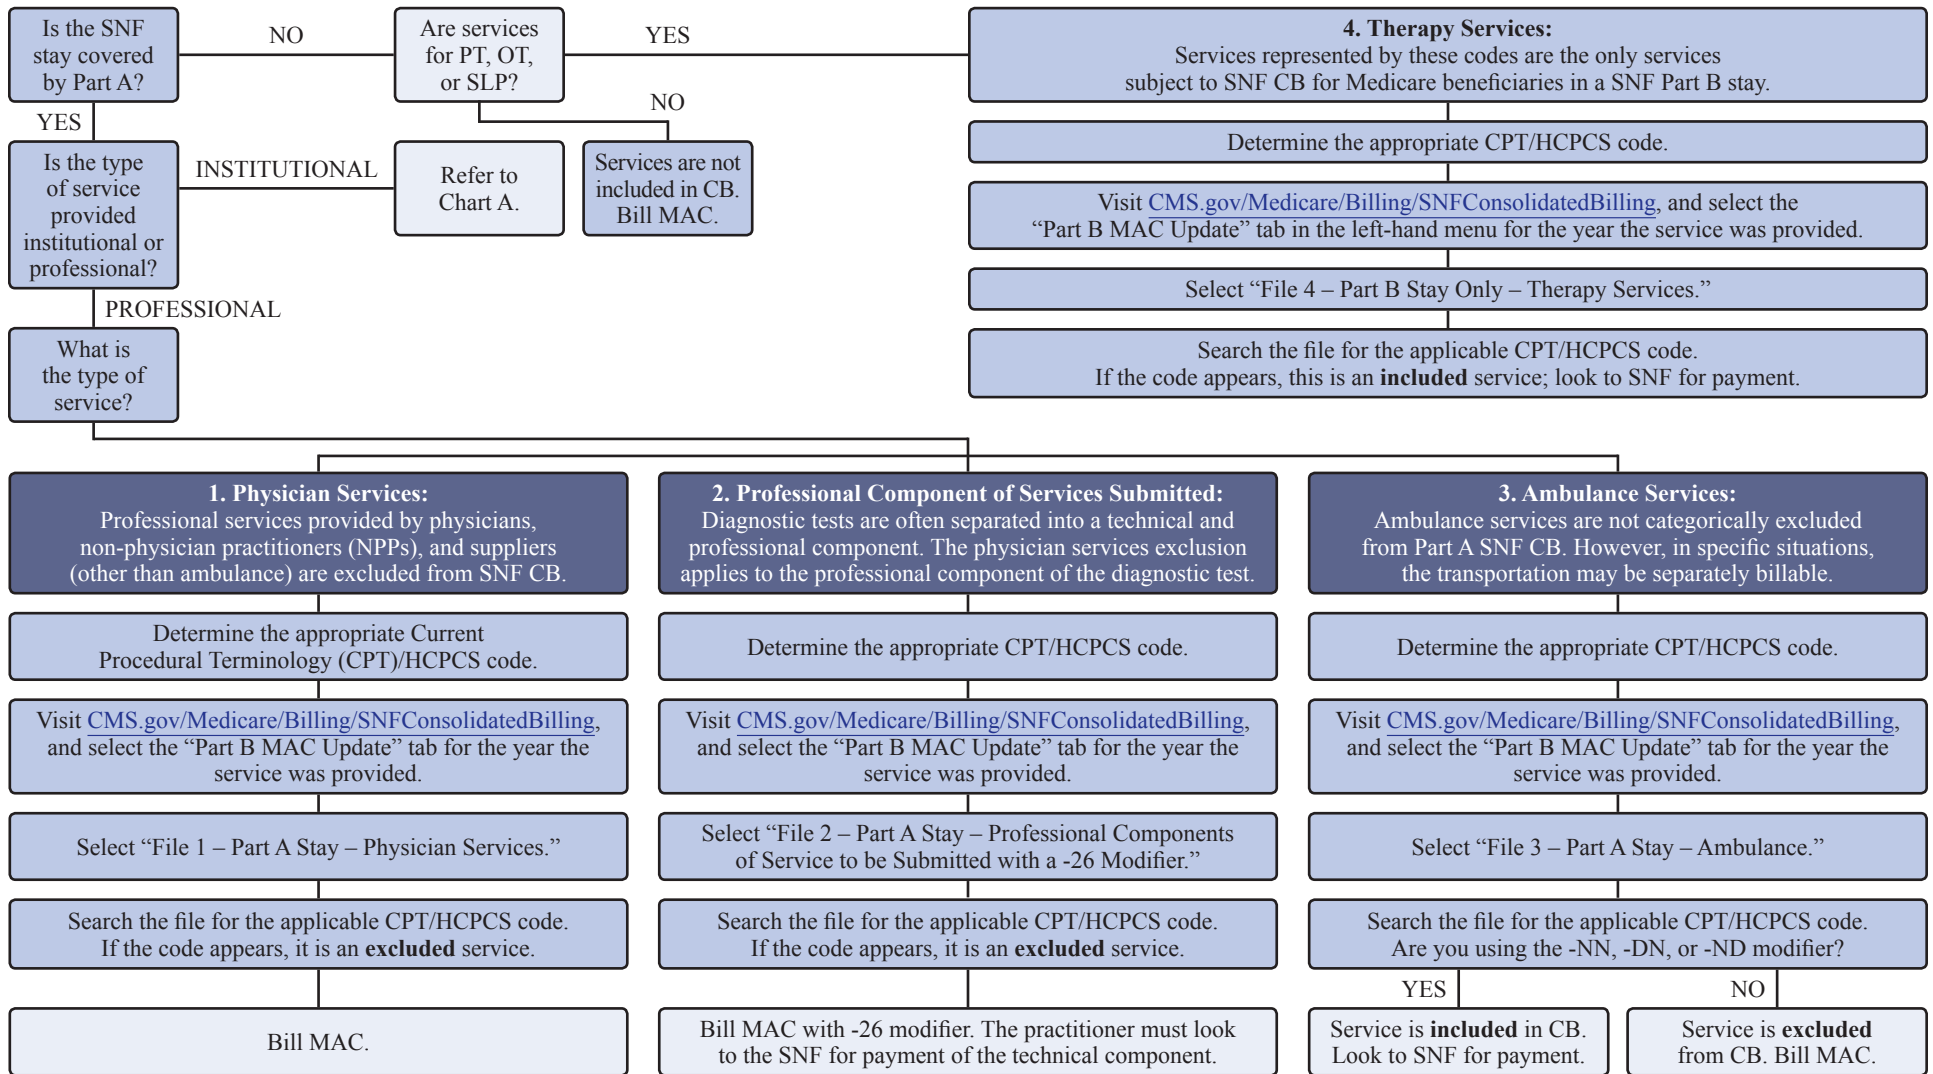 Is the SNF
stay covered
by Part A?
NO
Are services
for PT, OT,
or SLP?
YES
4. Therapy Services:
Services represented by these codes are the only services
subject to SNF CB for Medicare beneficiaries in a SNF Part B stay.
YES
NO
Is the type
of service
provided
institutional or
professional?
INSTITUTIONAL
Refer to
Chart A.
Services are not
included in CB.
Bill MAC.
Determine the appropriate CPT/HCPCS code.
Visit CMS.gov/Medicare/Billing/SNFConsolidatedBilling, and select the
“Part B MAC Update” tab in the left-hand menu for the year the service was provided.
Select “File 4 – Part B Stay Only – Therapy Services.”
Search the file for the applicable CPT/HCPCS code.
If the code appears, this is an included service; look to SNF for payment.
PROFESSIONAL
What is
the type of
service?
1. Physician Services:
Professional services provided by physicians,
non-physician practitioners (NPPs), and suppliers
(other than ambulance) are excluded from SNF CB.
Determine the appropriate Current
Procedural Terminology (CPT)/HCPCS code.
Visit CMS.gov/Medicare/Billing/SNFConsolidatedBilling,
and select the “Part B MAC Update” tab for the year the
service was provided.
Select “File 1 – Part A Stay – Physician Services.”
Search the file for the applicable CPT/HCPCS code.
If the code appears, it is an excluded service.
Bill MAC.
2. Professional Component of Services Submitted:
Diagnostic tests are often separated into a technical and
professional component. The physician services exclusion
applies to the professional component of the diagnostic test.
Determine the appropriate CPT/HCPCS code.
Visit CMS.gov/Medicare/Billing/SNFConsolidatedBilling,
and select the “Part B MAC Update” tab for the year the
service was provided.
Select “File 2 – Part A Stay – Professional Components
of Service to be Submitted with a -26 Modifier.”
Search the file for the applicable CPT/HCPCS code.
If the code appears, it is an excluded service.
Bill MAC with -26 modifier. The practitioner must look
to the SNF for payment of the technical component.
3. Ambulance Services:
Ambulance services are not categorically excluded
from Part A SNF CB. However, in specific situations,
the transportation may be separately billable.
Determine the appropriate CPT/HCPCS code.
Visit CMS.gov/Medicare/Billing/SNFConsolidatedBilling,
and select the “Part B MAC Update” tab for the year the
service was provided.
Select “File 3 – Part A Stay – Ambulance.”
Search the file for the applicable CPT/HCPCS code.
Are you using the -NN, -DN, or -ND modifier?
YES
NO
Service is included in CB.
Look to SNF for payment.
Service is excluded
from CB. Bill MAC.